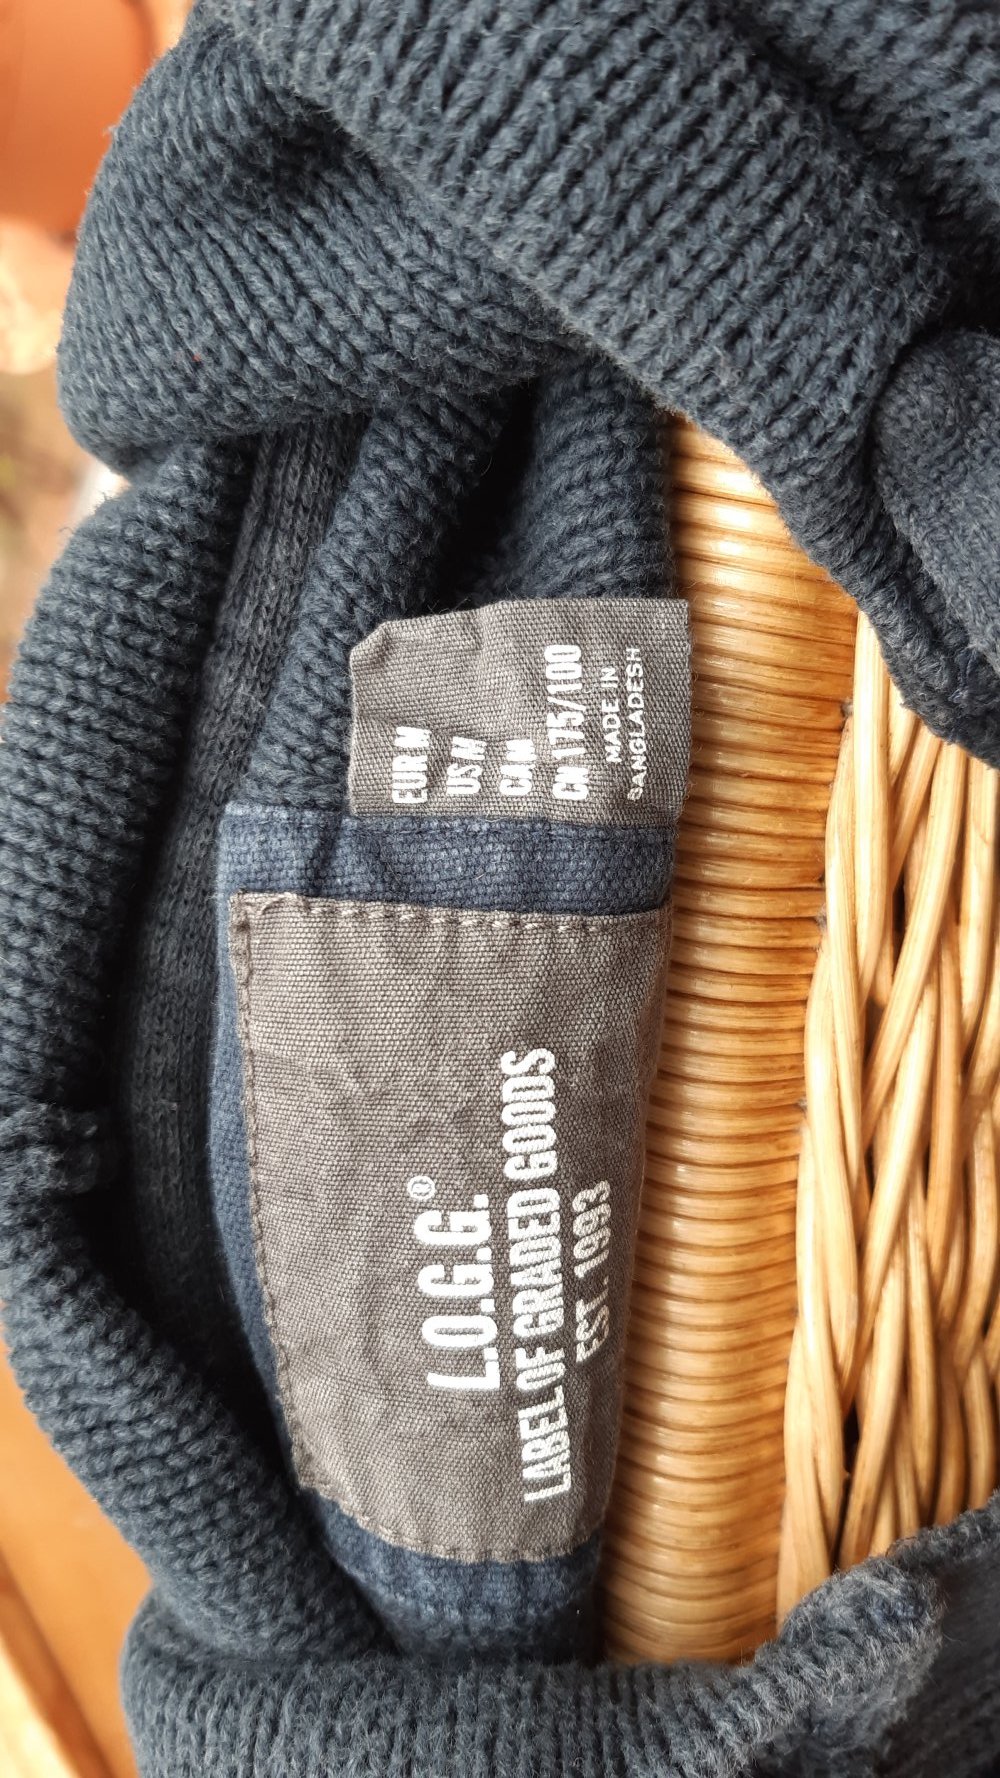 EUR M
US M
CA M
CN 175/100
MADE IN
BANGLADESH
L.O.G.G.®
LABEL OF GRADED GOODS
EST. 1993